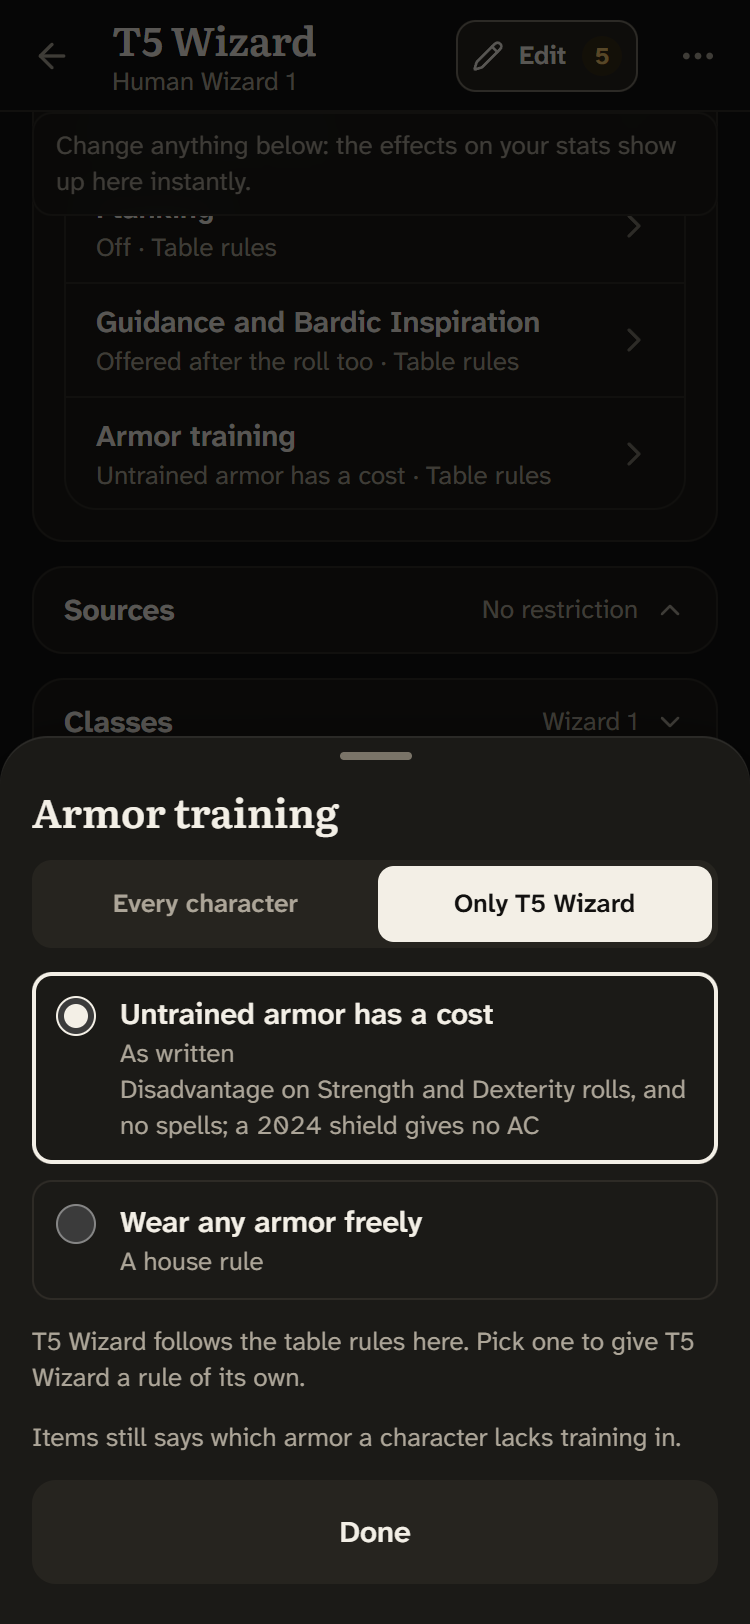 T5 Wizard
Human Wizard 1
Edit 5
Change anything below: the effects on your stats show
up here instantly.
Planning
Off · Table rules
Guidance and Bardic Inspiration
Offered after the roll too · Table rules
Armor training
Untrained armor has a cost · Table rules
Sources
No restriction
Classes
Wizard 1
Armor training
Every character
Only T5 Wizard
Untrained armor has a cost
As written
Disadvantage on Strength and Dexterity rolls, and
no spells; a 2024 shield gives no AC
Wear any armor freely
A house rule
T5 Wizard follows the table rules here. Pick one to give T5
Wizard a rule of its own.
Items still says which armor a character lacks training in.
Done